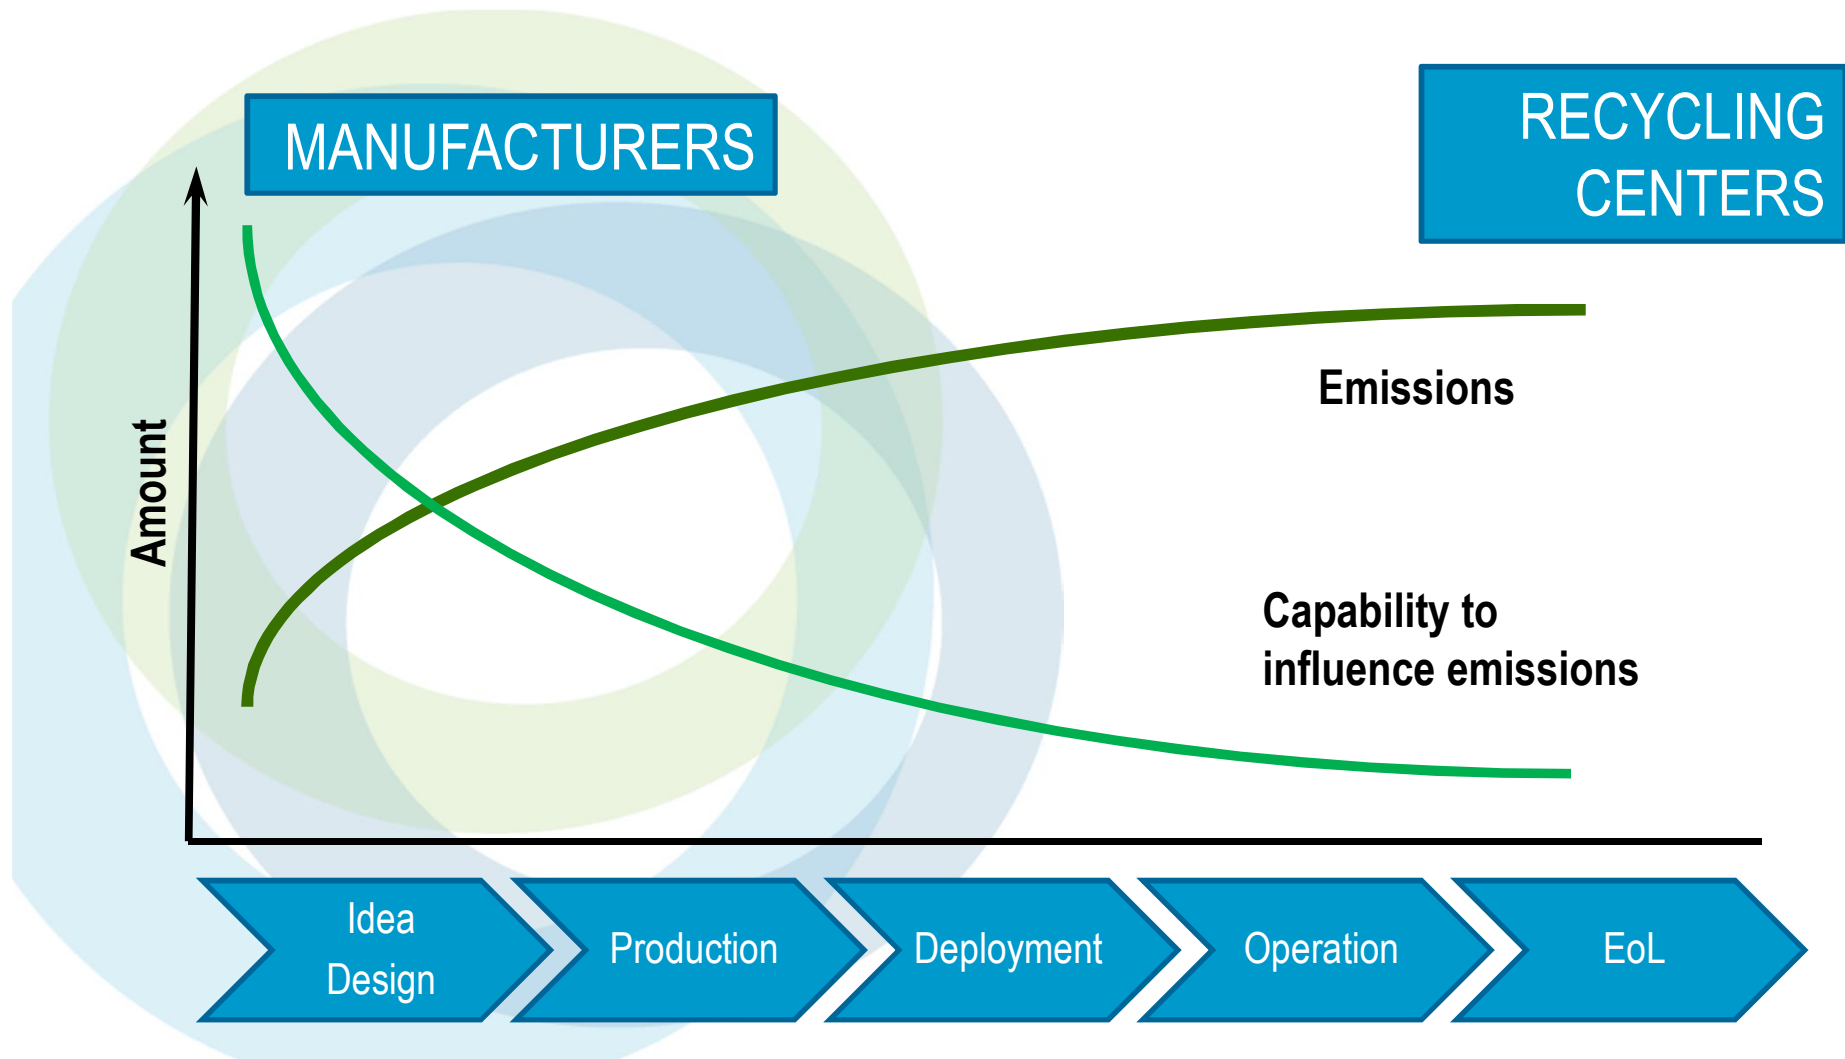 MANUFACTURERS
RECYCLING
CENTERS
Amount
Emissions
Capability to
influence emissions
Idea
Design
Production
Deployment
Operation
EoL